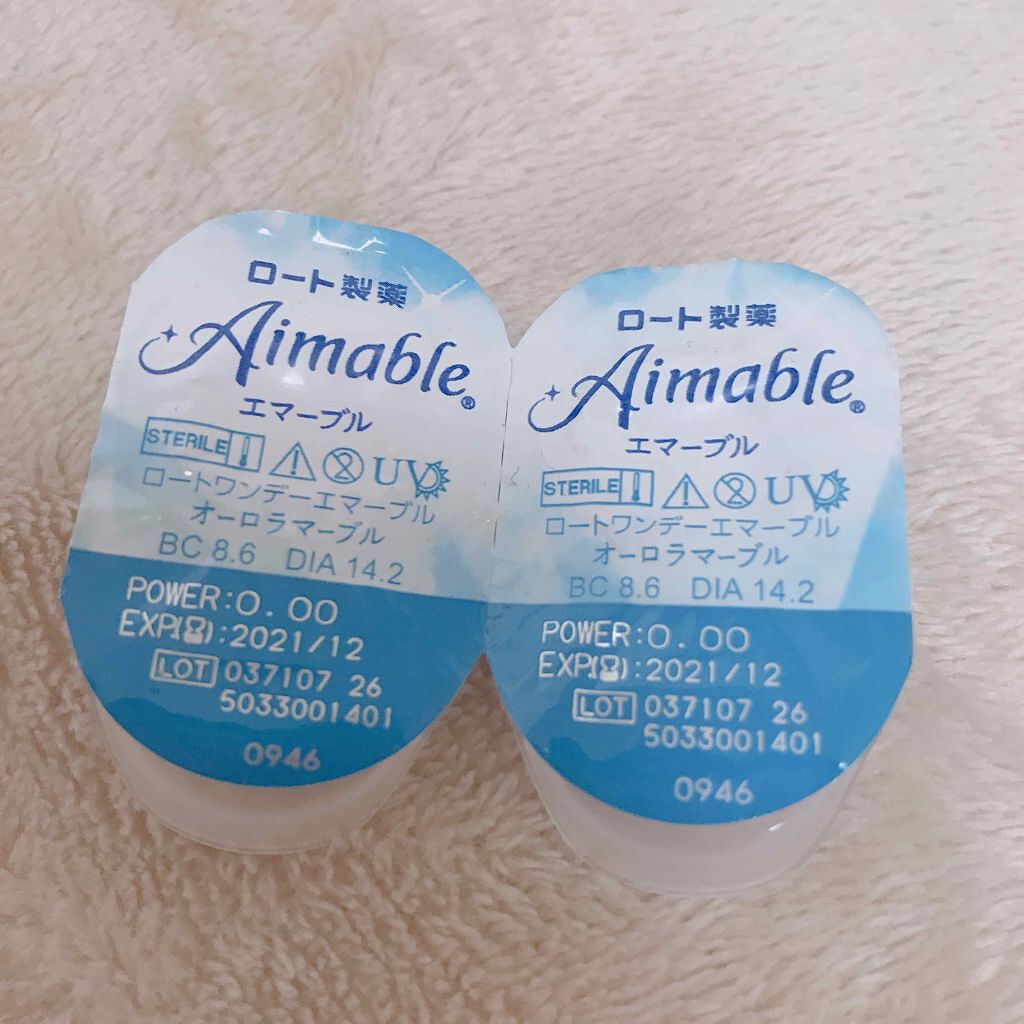 ロート製薬
Aimable®
エマーブル
STERILE UV
ロートワンデーエマーブル
オーロラマーブル
BC 8.6 DIA 14.2
POWER:0.00
EXP(⌛):2021/12
LOT 037107 26
5033001401
0946
ロート製薬
Aimable®
エマーブル
STERILE UV
ロートワンデーエマーブル
オーロラマーブル
BC 8.6 DIA 14.2
POWER:0.00
EXP(⌛):2021/12
LOT 037107 26
5033001401
0946